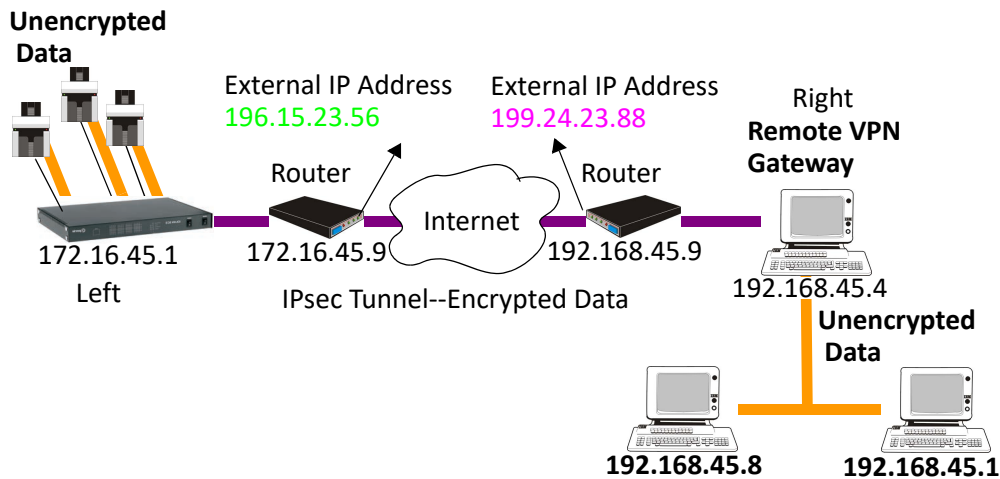 Unencrypted
Data
External IP Address
196.15.23.56
External IP Address
199.24.23.88
Right
Remote VPN
Gateway
Router
Router
Internet
172.16.45.1
172.16.45.9
192.168.45.9
Left
IPsec Tunnel--Encrypted Data
192.168.45.4
Unencrypted
Data
192.168.45.8
192.168.45.1